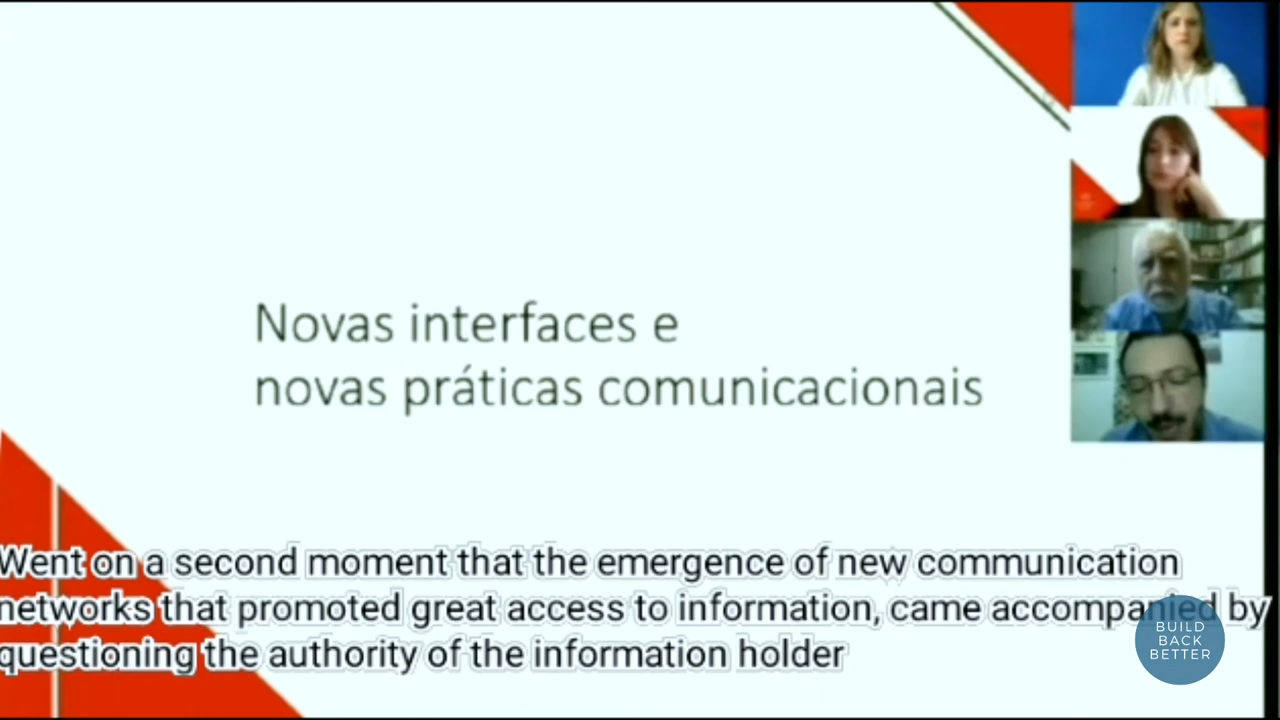 Novas interfaces e
novas práticas comunicacionais
Went on a second moment that the emergence of new communication
networks that promoted great access to information, came accompanied by
questioning the authority of the information holder
BUILD
BACK
BETTER